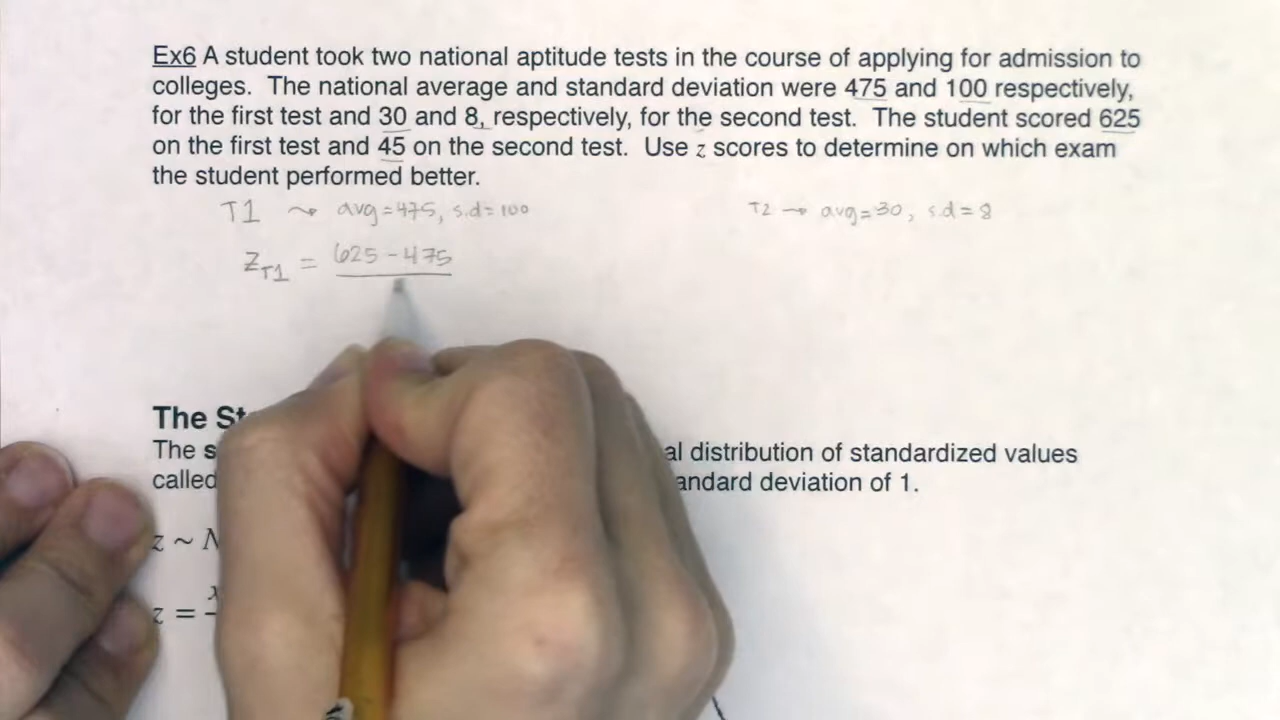 Ex6 A student took two national aptitude tests in the course of applying for admission to
colleges. The national average and standard deviation were 475 and 100 respectively,
for the first test and 30 and 8, respectively, for the second test. The student scored 625
on the first test and 45 on the second test. Use z scores to determine on which exam
the student performed better.
T1 → avg=475, s.d=100
T2 → avg=30, s.d=8
Z_T1 = 625-475
The
The al distribution of standardized values
called andard deviation of 1.
z ~ N
z =